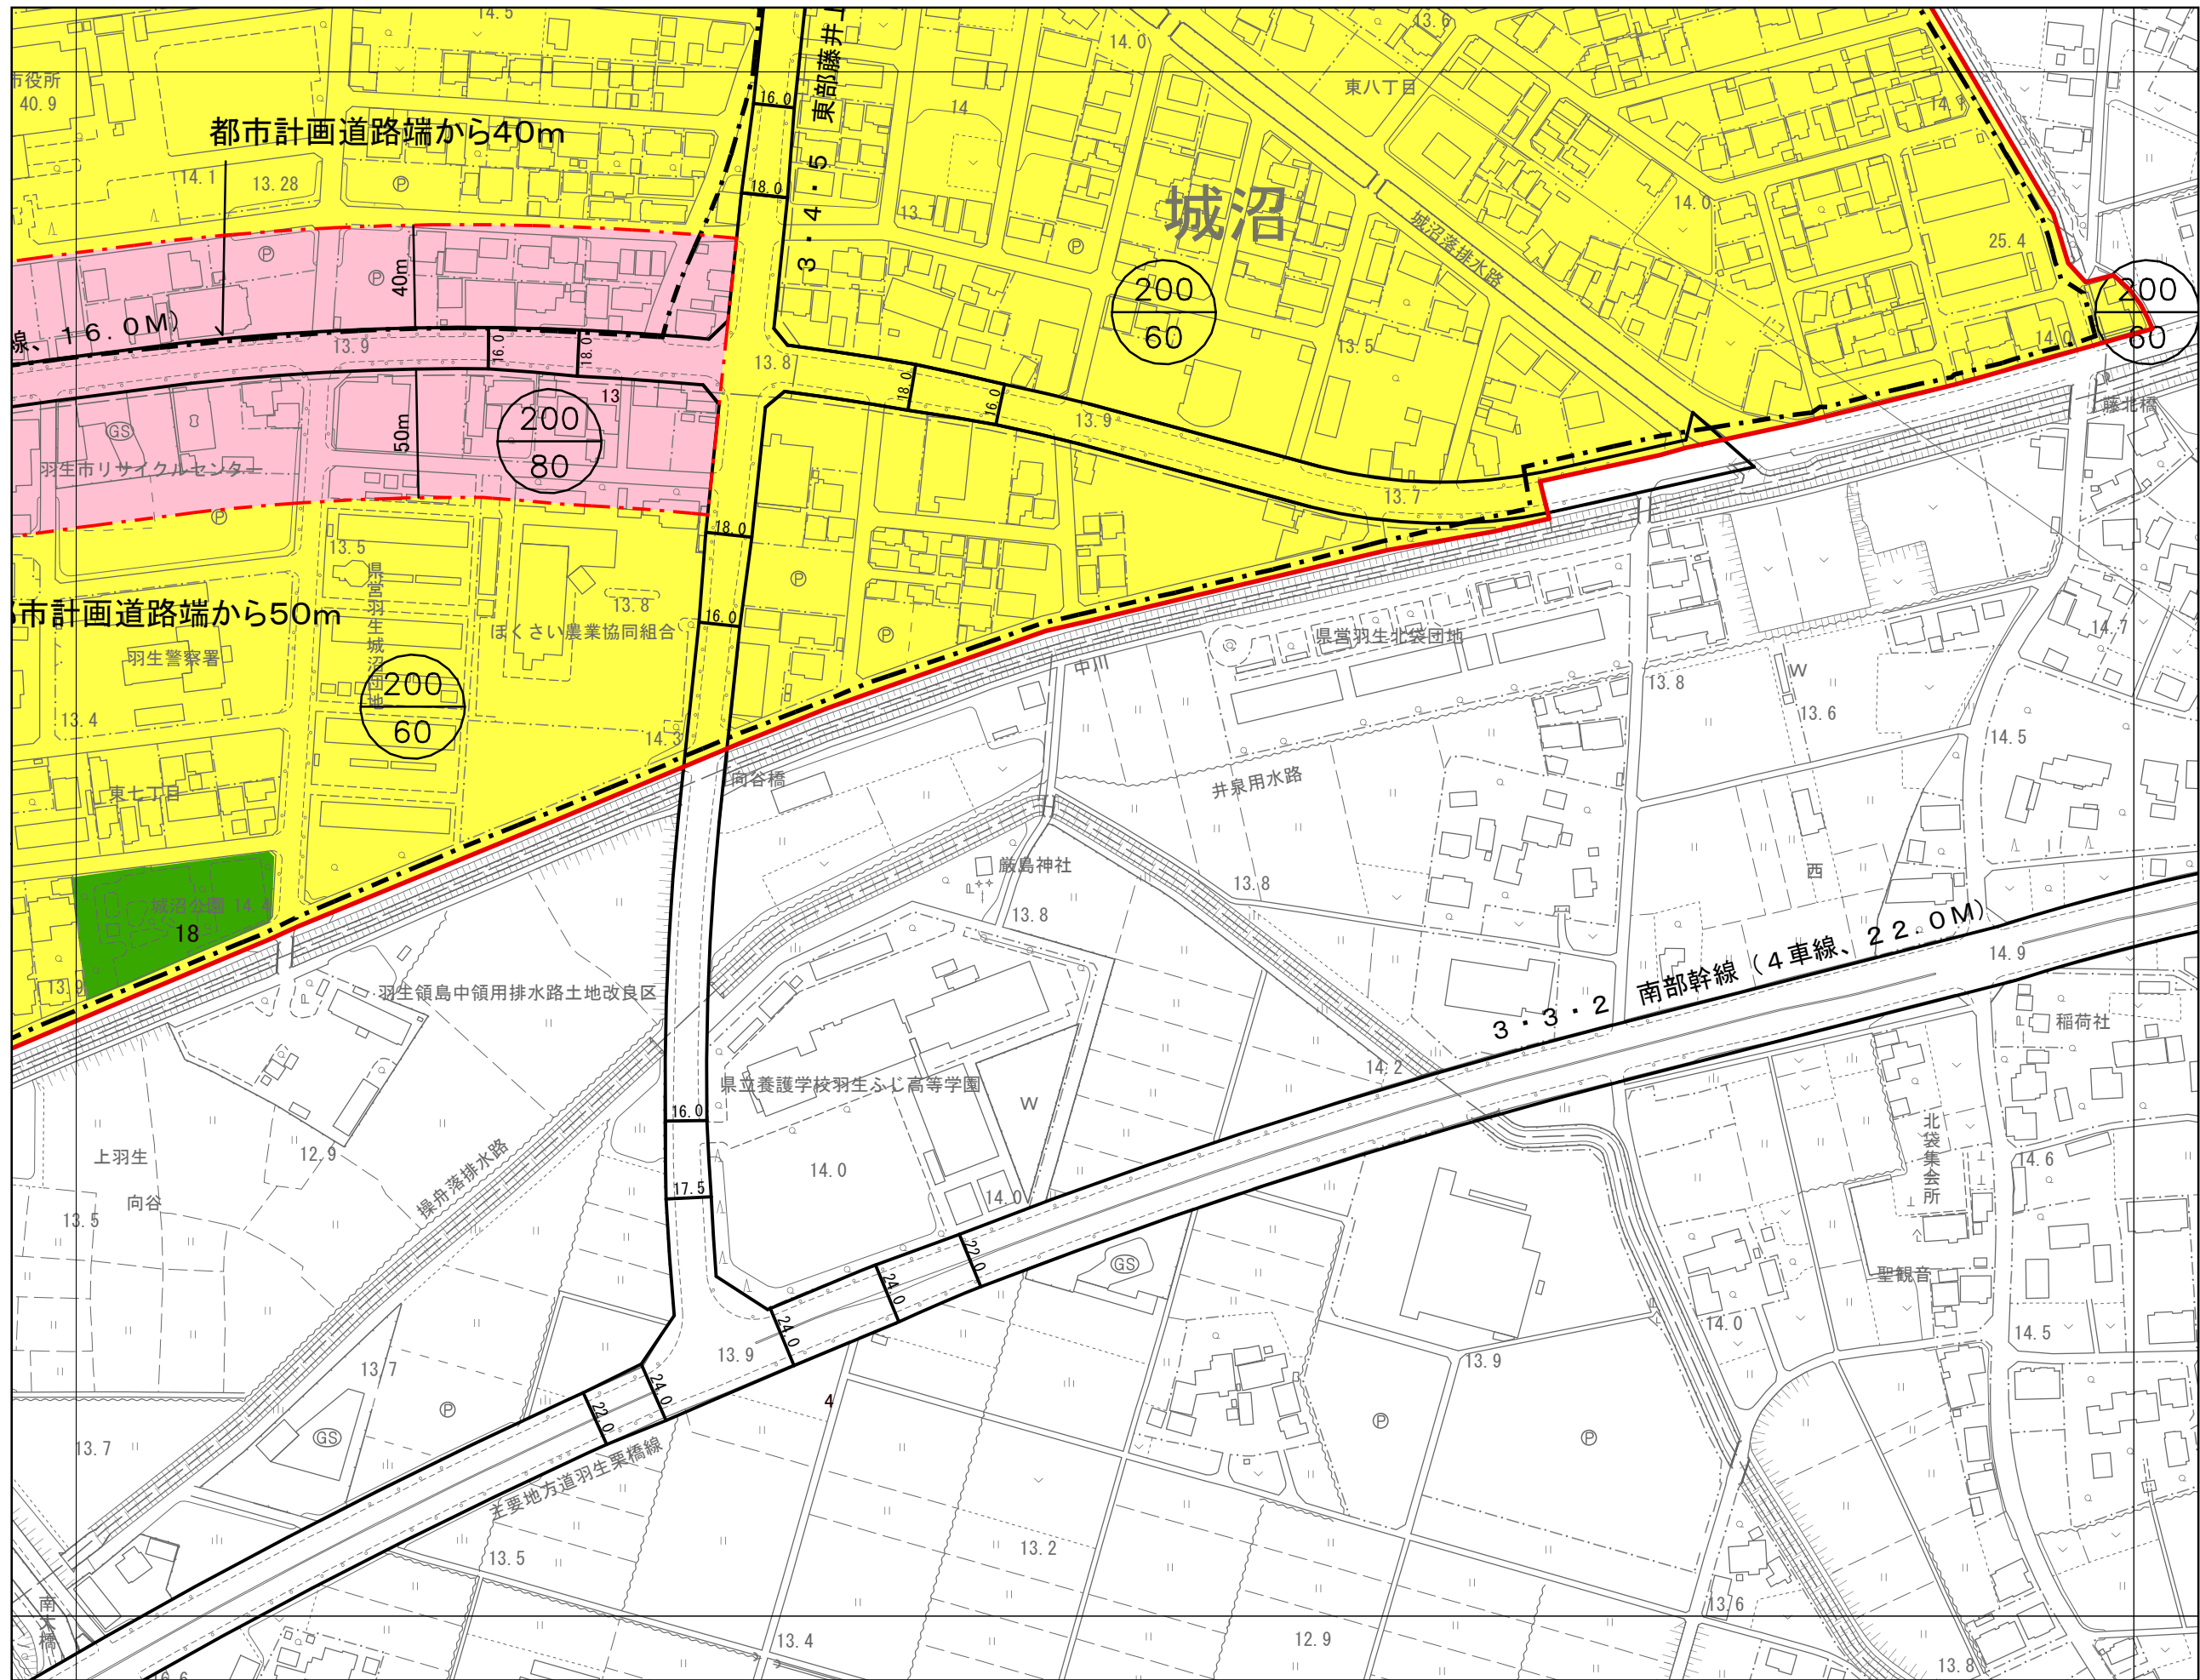 14.5
13.6
14.0
市役所
40.9
16.0
東部藤井
14
東八丁目
14.1
都市計画道路端から40m
14.1
13.28
18.0
3・4・5
13.7
城沼
14.0
城沼落排水路
25.4
40m
200
60
200
60
線、16.0M)
13.9
16.0
18.0
13.8
13.5
14.0
18.0
16.0
13
50m
200
80
13.9
藤北橋
GS
羽生市リサイクルセンター
13.7
18.0
13.5
県営羽生城沼団地
13.8
16.0
ほくさい農業協同組合
市計画道路端から50m
羽生警察署
県営羽生北袋団地
14.7
中川
200
60
13.8
W
13.6
13.4
14.3
14.5
向谷橋
井泉用水路
東七丁目
厳島神社
13.8
西
城沼公園 14.4
18
13.8
13.9
羽生領島中領用排水路土地改良区
3・3・2 南部幹線(4車線、22.0M)
14.9
稲荷社
14.2
県立養護学校羽生ふじ高等学園
W
16.0
上羽生
12.9
操舟落排水路
北袋集会所
14.6
向谷
13.5
14.0
17.5
14.0
22.0
GS
24.0
聖観音
24.0
14.0
14.5
13.9
13.9
13.7
24.0
22.0
4
GS
13.7
主要地方道羽生栗橋線
13.5
13.2
南大橋
13.6
13.4
12.9
13.8